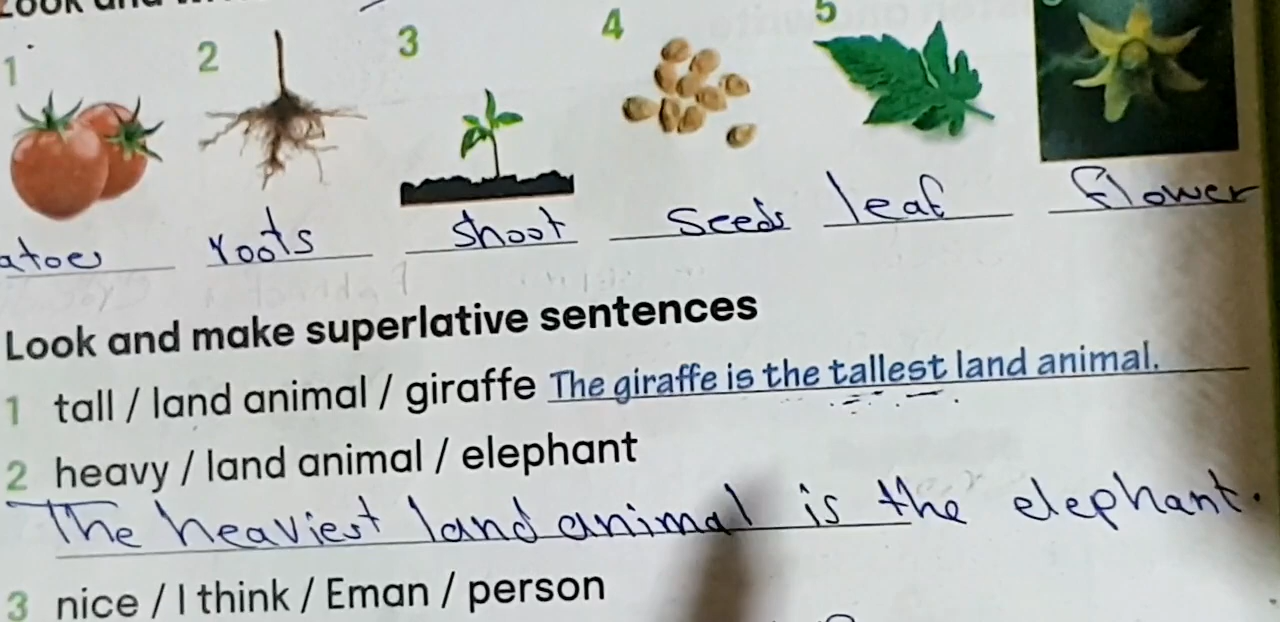 1 2 3 4 5
atoes roots shoot seeds leaf flower
Look and make superlative sentences
1 tall / land animal / giraffe The giraffe is the tallest land animal.
2 heavy / land animal / elephant
The heaviest land animal is the elephant.
3 nice / I think / Eman / person